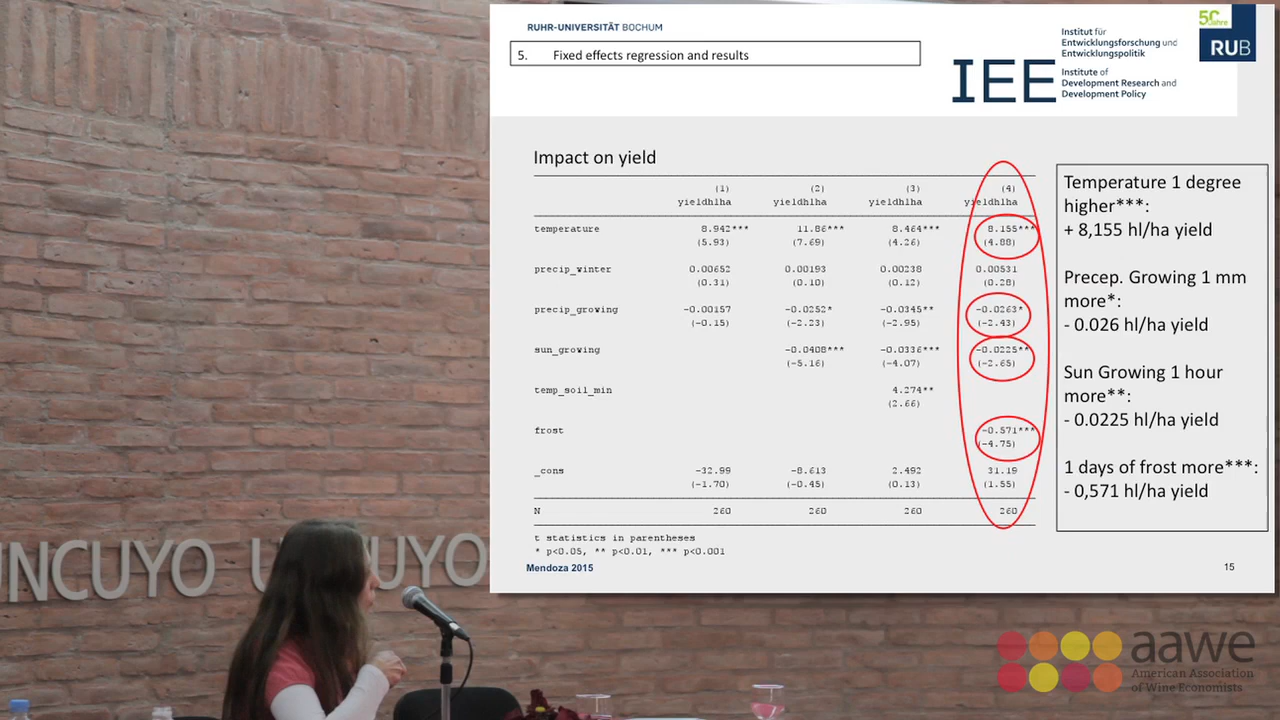 RUHR-UNIVERSITÄT BOCHUM
5. Fixed effects regression and results
IEE
Institut für
Entwicklungsforschung und
Entwicklungspolitik
Institute of
Development Research and
Development Policy
50 Jahre
RUB
Impact on yield
(1) (2) (3) (4)
yieldhlha yieldhlha yieldhlha yieldhlha
temperature 8.942*** 11.86*** 8.464*** 8.155***
(5.93) (7.69) (4.26) (4.88)
precip_winter 0.00652 0.00193 0.00238 0.00531
(0.31) (0.10) (0.12) (0.28)
precip_growing -0.00157 -0.0252* -0.0345** -0.0263*
(-0.15) (-2.23) (-2.95) (-2.43)
sun_growing -0.0408*** -0.0336*** -0.0225**
(-5.16) (-4.07) (-2.65)
temp_soil_min 4.274**
(2.66)
frost -0.571***
(-4.75)
_cons -32.99 -8.613 2.492 31.19
(-1.70) (-0.45) (0.13) (1.55)
N 260 260 260 260
t statistics in parentheses
* p<0.05, ** p<0.01, *** p<0.001
Temperature 1 degree
higher***:
+ 8,155 hl/ha yield
Precep. Growing 1 mm
more*:
- 0.026 hl/ha yield
Sun Growing 1 hour
more**:
- 0.0225 hl/ha yield
1 days of frost more***:
- 0,571 hl/ha yield
Mendoza 2015
15
UNCUYO U UYO
aawe
American Association
of Wine Economists